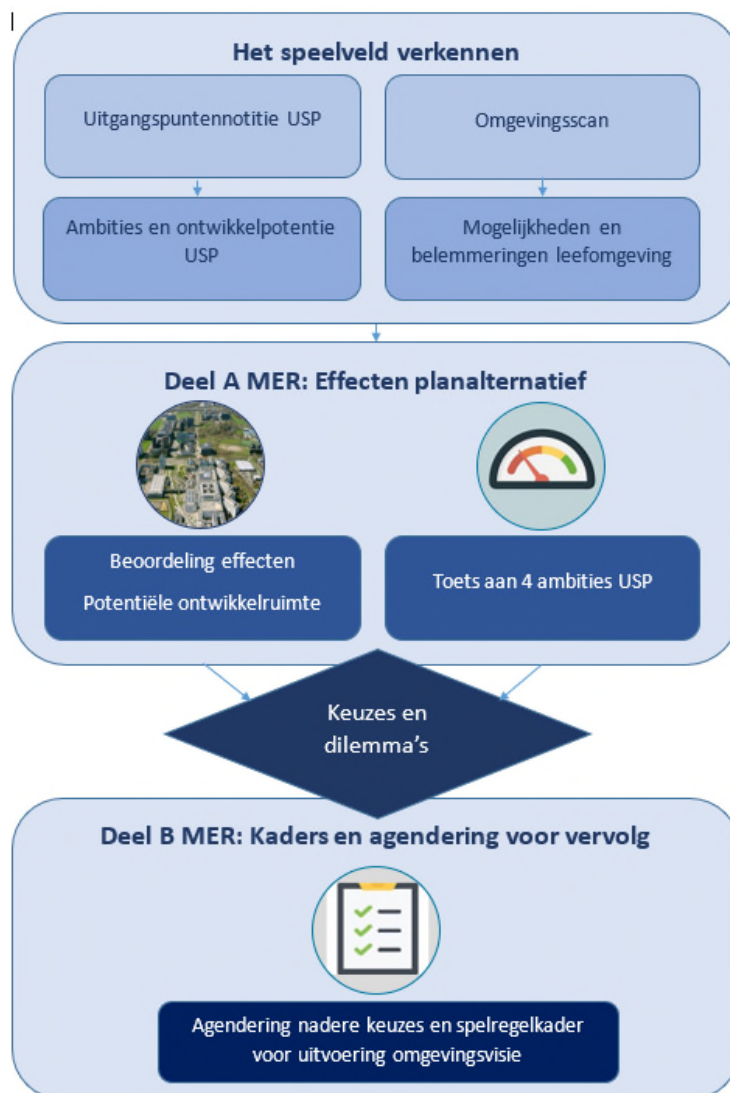 Het speelveld verkennen
Uitgangspuntennotitie USP
Omgevingsscan
Ambities en ontwikkelpotentie
USP
Mogelijkheden en
belemmeringen leefomgeving
Deel A MER: Effecten planalternatief
Beoordeling effecten
Potentiële ontwikkelruimte
Toets aan 4 ambities USP
Keuzes en
dilemma's
Deel B MER: Kaders en agendering voor vervolg
Agendering nadere keuzes en spelregelkader
voor uitvoering omgevingsvisie